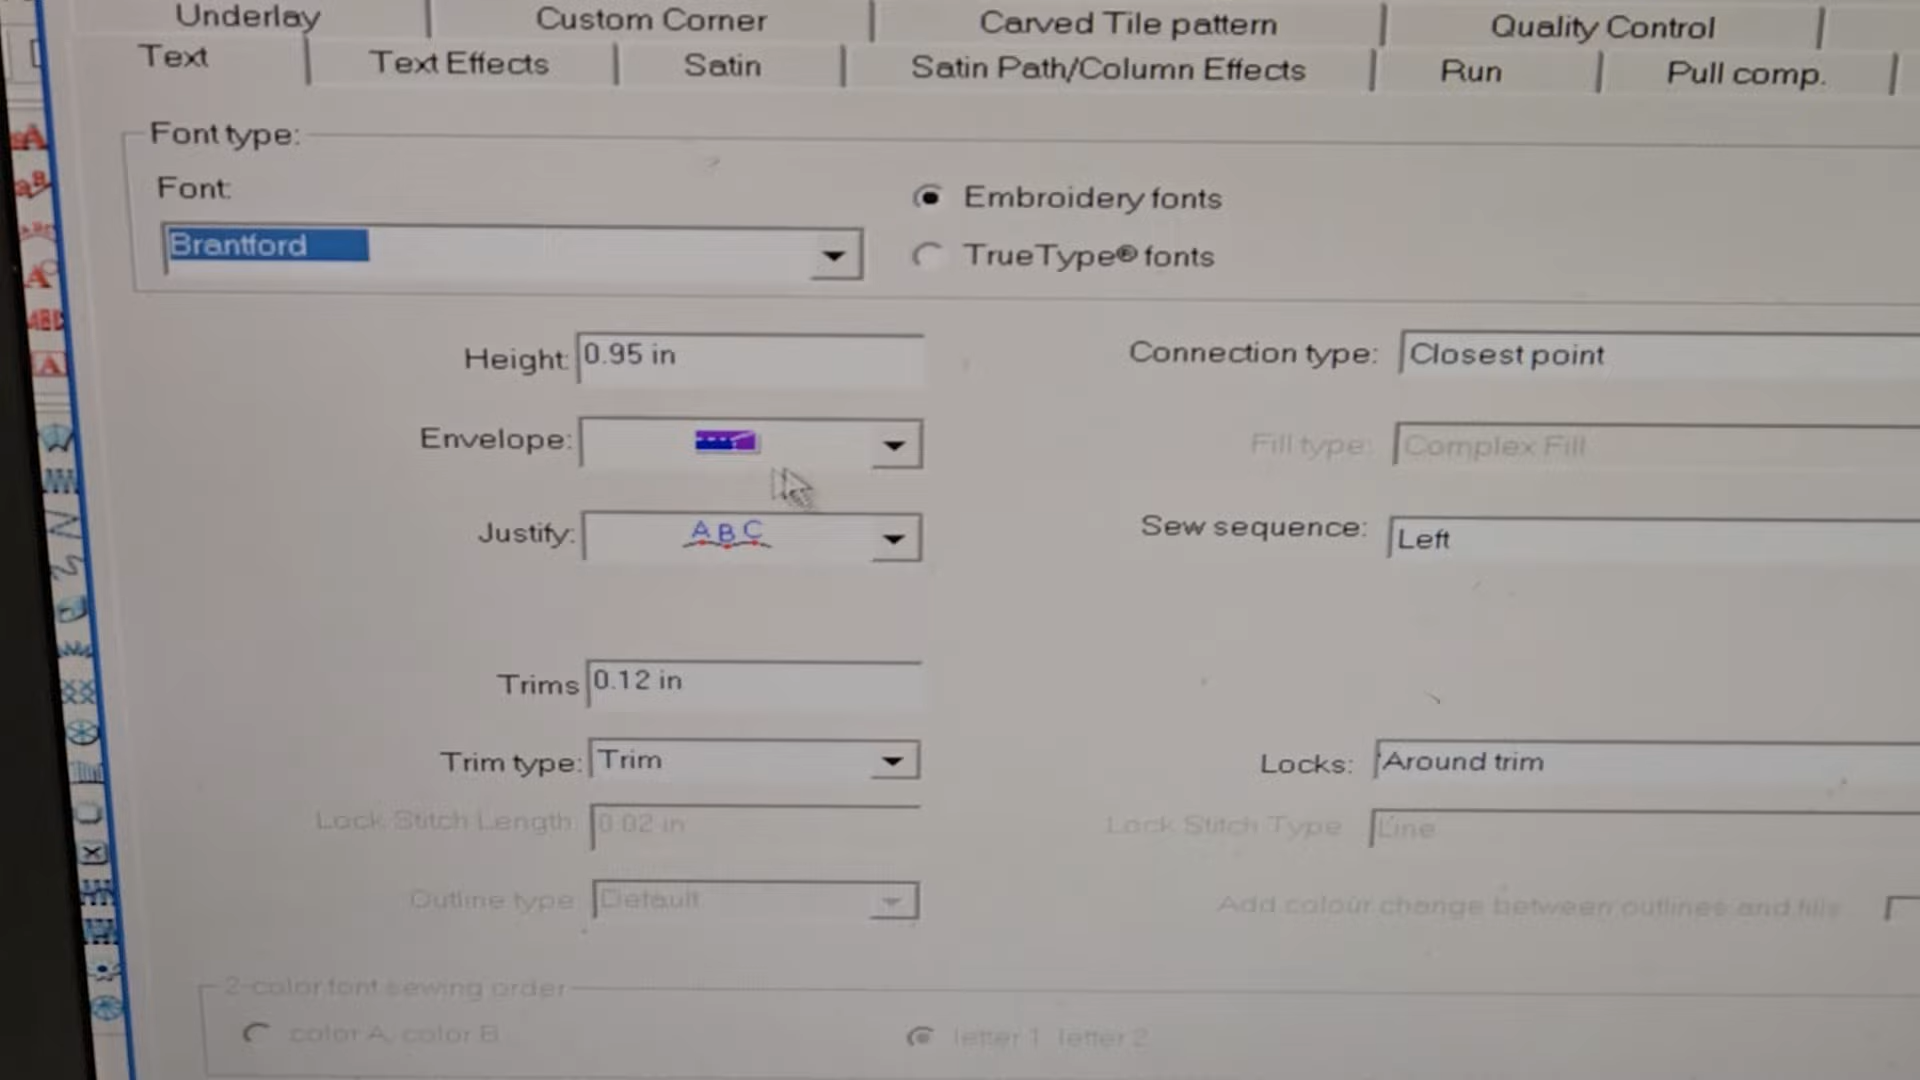 Underlay Custom Corner Carved Tile pattern Quality Control
Text Text Effects Satin Satin Path/Column Effects Run Pull comp.
Font type:
Font:
Embroidery fonts
Brantford
TrueType® fonts
Height: 0.95 in
Connection type: Closest point
Envelope:
Fill type: Complex Fill
Justify: ABC
Sew sequence: Left
Trims 0.12 in
Trim type: Trim
Locks: Around trim
Lock Stitch Length 0.02 in
Lock Stitch Type Line
Outline type Default
Add colour change between outlines and fills
2-color font sewing order
color A, color B
letter 1 letter 2